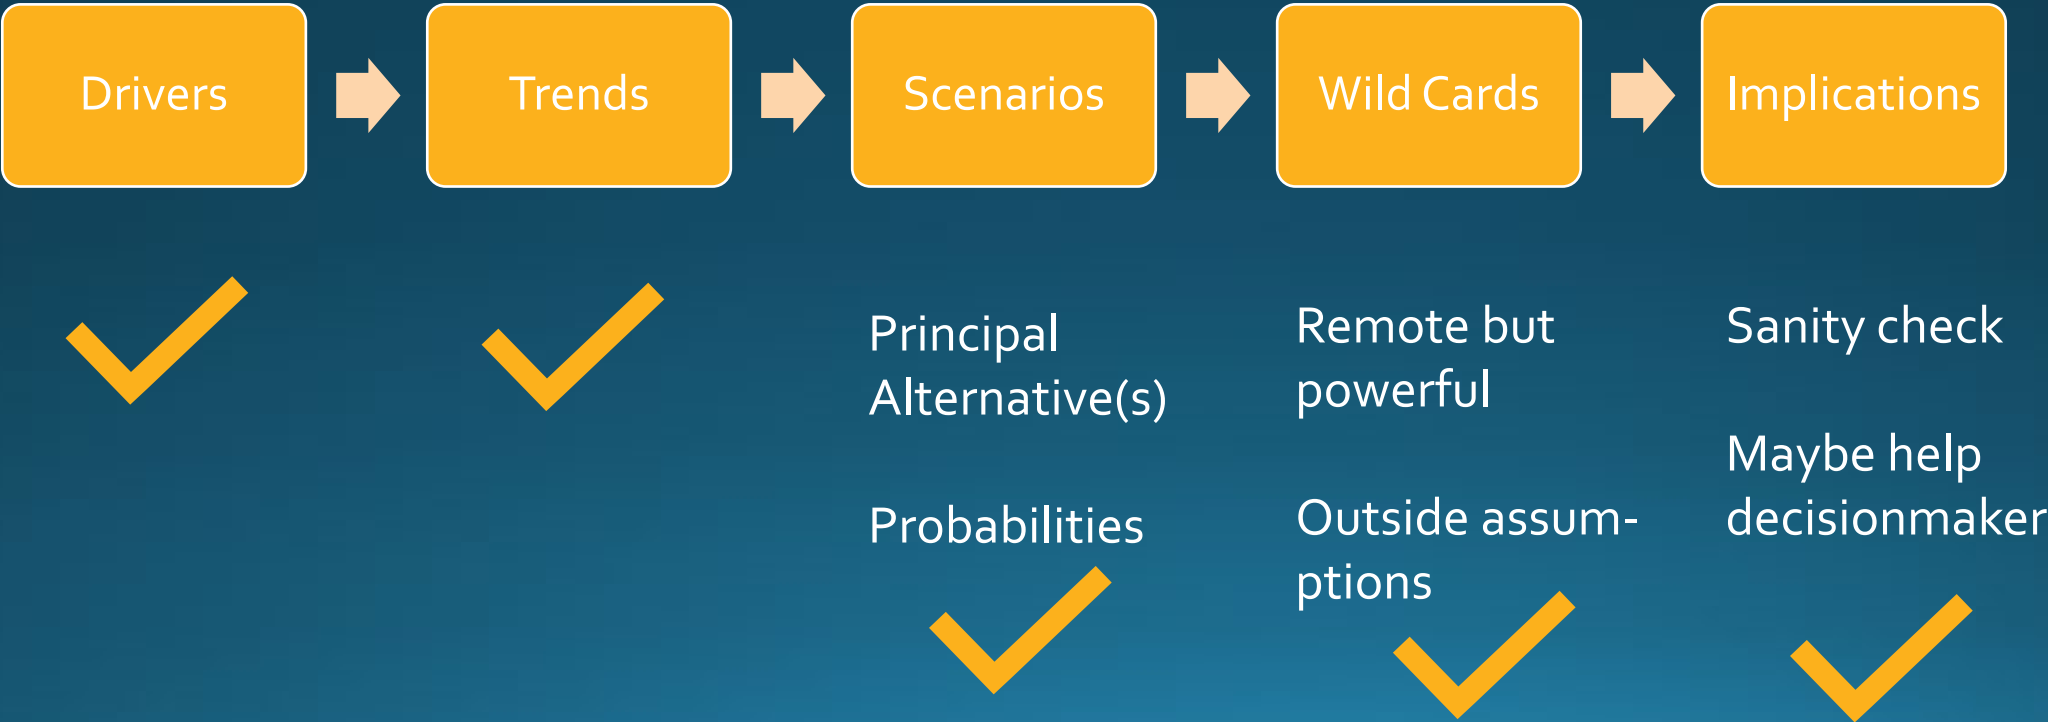 Drivers
Trends
Scenarios
Wild Cards
Implications
Principal
Alternative(s)
Probabilities
Remote but
powerful
Outside assum-
ptions
Sanity check
Maybe help
decisionmaker